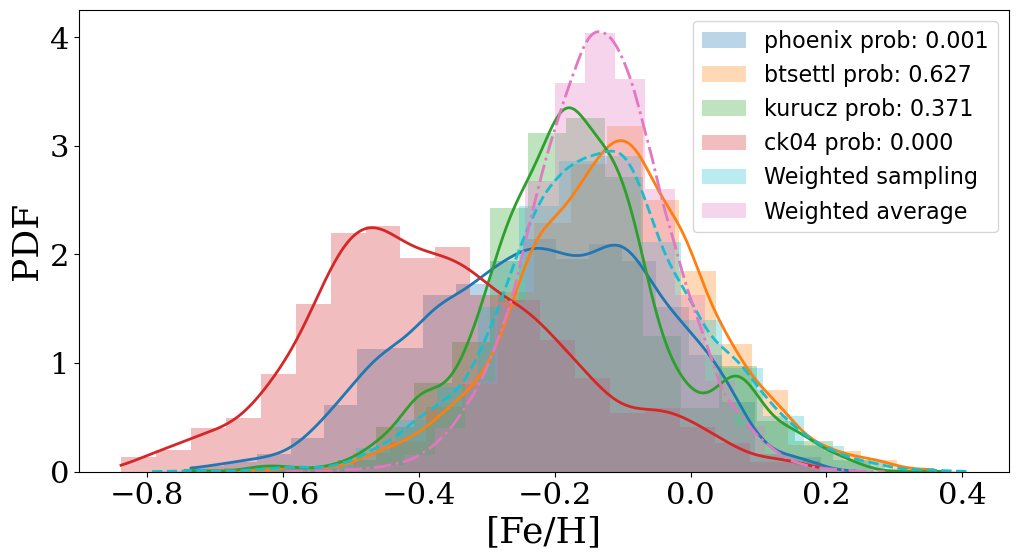 phoenix prob: 0.001
btsettl prob: 0.627
kurucz prob: 0.371
ck04 prob: 0.000
Weighted sampling
Weighted average
PDF
4
3
2
1
0
−0.8 −0.6 −0.4 −0.2 0.0 0.2 0.4
[Fe/H]